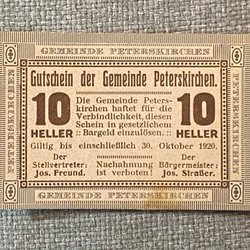 GEMEINDE PETERSKIRCHEN
PETERSKIRCHEN
Gutschein der Gemeinde Peterskirchen.
10
HELLER
Die Gemeinde Peters-
kirchen haftet für die
Verbindlichkeit, diesen
Schein in gesetzlichem
:: Bargeld einzulösen. ::
10
HELLER
Giltig bis einschließlich 30. Oktober 1920.
Der
Stellvertreter:
Jos. Freund.
Nachahmung
ist verboten!
Der
Bürgermeister:
Jos. Straßer.
PETERSKIRCHEN
GEMEINDE PETERSKIRCHEN